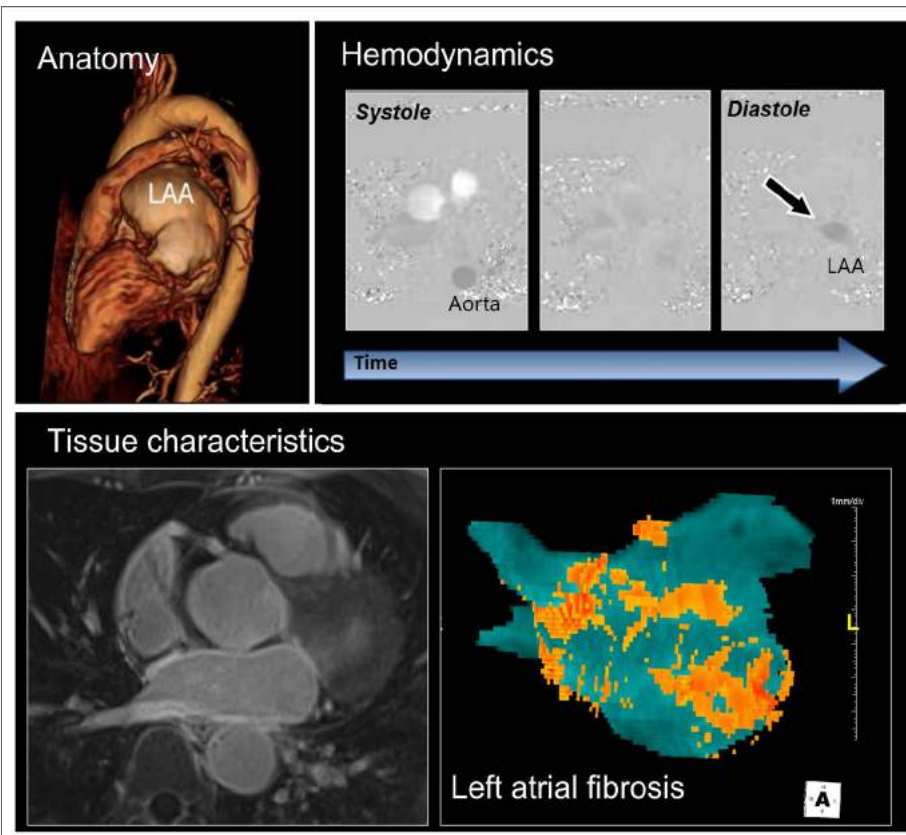 Anatomy
LAA
Hemodynamics
Systole
Diastole
Aorta
LAA
Time
Tissue characteristics
1mm/div
L
Left atrial fibrosis
A